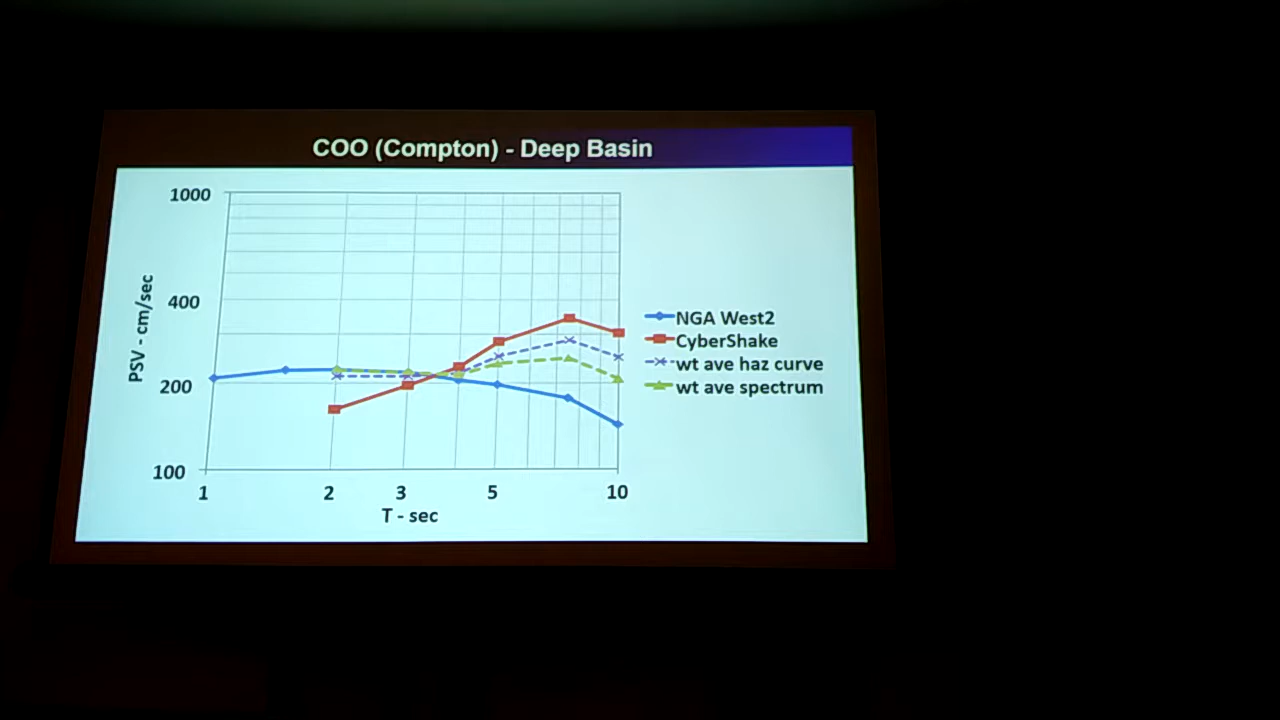 COO (Compton) - Deep Basin
1000
400
200
100
PSV - cm/sec
1
2
3
5
10
T - sec
NGA West2
CyberShake
wt ave haz curve
wt ave spectrum